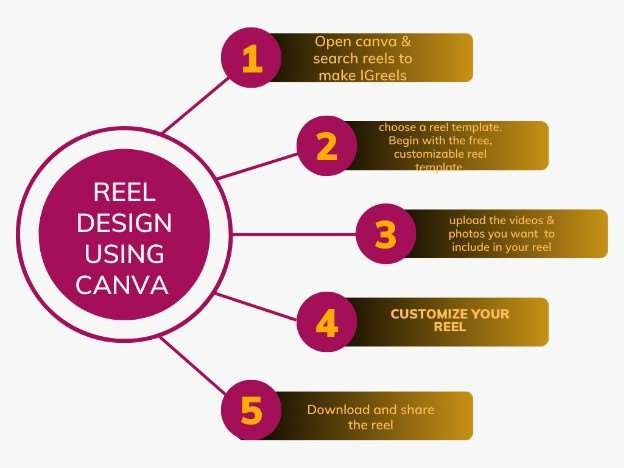 REEL
DESIGN
USING
CANVA
1
Open canva &
search reels to
make IGreels
2
choose a reel template.
Begin with the free,
customizable reel
template
3
upload the videos &
photos you want to
include in your reel
4
CUSTOMIZE YOUR
REEL
5
Download and share
the reel